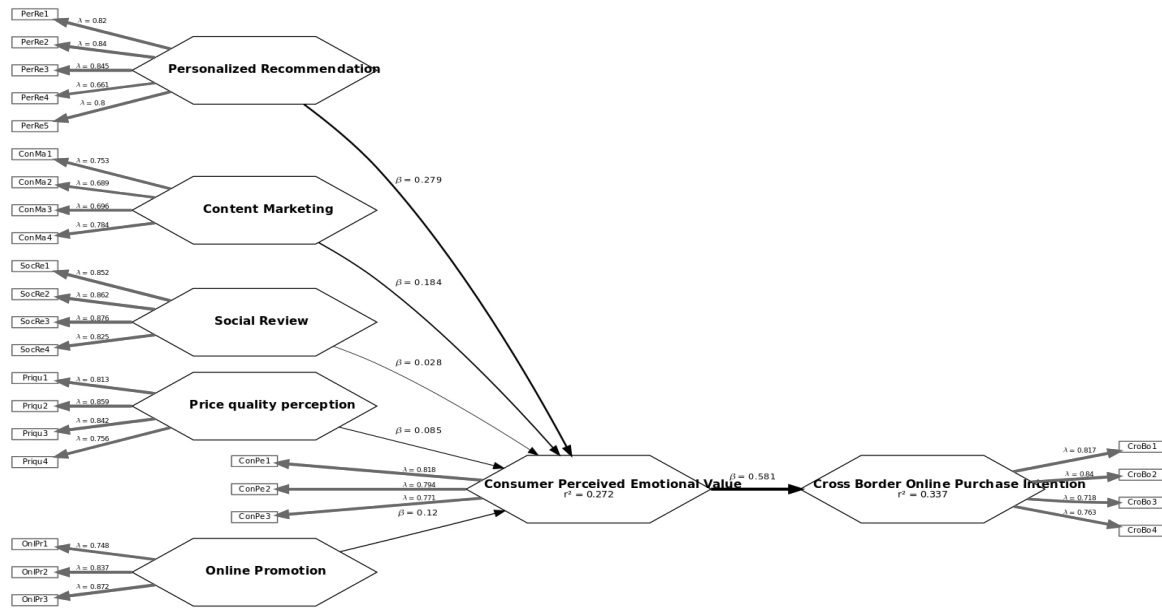 PerRe1
λ = 0.82
PerRe2
λ = 0.84
PerRe3
λ = 0.845
PerRe4
λ = 0.661
PerRe5
λ = 0.8
Personalized Recommendation
ConMa1
λ = 0.753
ConMa2
λ = 0.689
ConMa3
λ = 0.696
ConMa4
λ = 0.784
Content Marketing
SocRe1
λ = 0.852
SocRe2
λ = 0.862
SocRe3
λ = 0.876
SocRe4
λ = 0.825
Social Review
Priqu1
λ = 0.813
Priqu2
λ = 0.859
Priqu3
λ = 0.842
Priqu4
λ = 0.756
Price quality perception
OnlPr1
λ = 0.748
OnlPr2
λ = 0.837
OnlPr3
λ = 0.872
Online Promotion
β = 0.279
β = 0.184
β = 0.028
β = 0.085
β = 0.12
ConPe1
λ = 0.818
ConPe2
λ = 0.794
ConPe3
λ = 0.771
Consumer Perceived Emotional Value
r² = 0.272
β = 0.581
Cross Border Online Purchase Intention
r² = 0.337
CroBo1
λ = 0.817
CroBo2
λ = 0.84
CroBo3
λ = 0.718
CroBo4
λ = 0.763